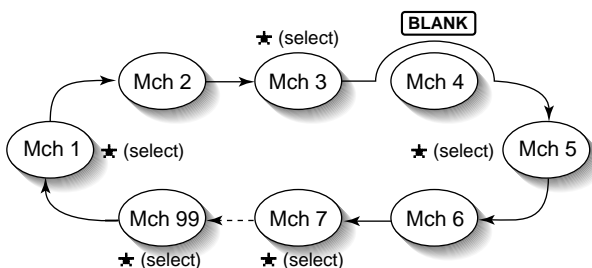 BLANK
★ (select)
Mch 2
Mch 3
Mch 4
Mch 1
★ (select)
★ (select)
Mch 5
Mch 99
Mch 7
Mch 6
★ (select)
★ (select)